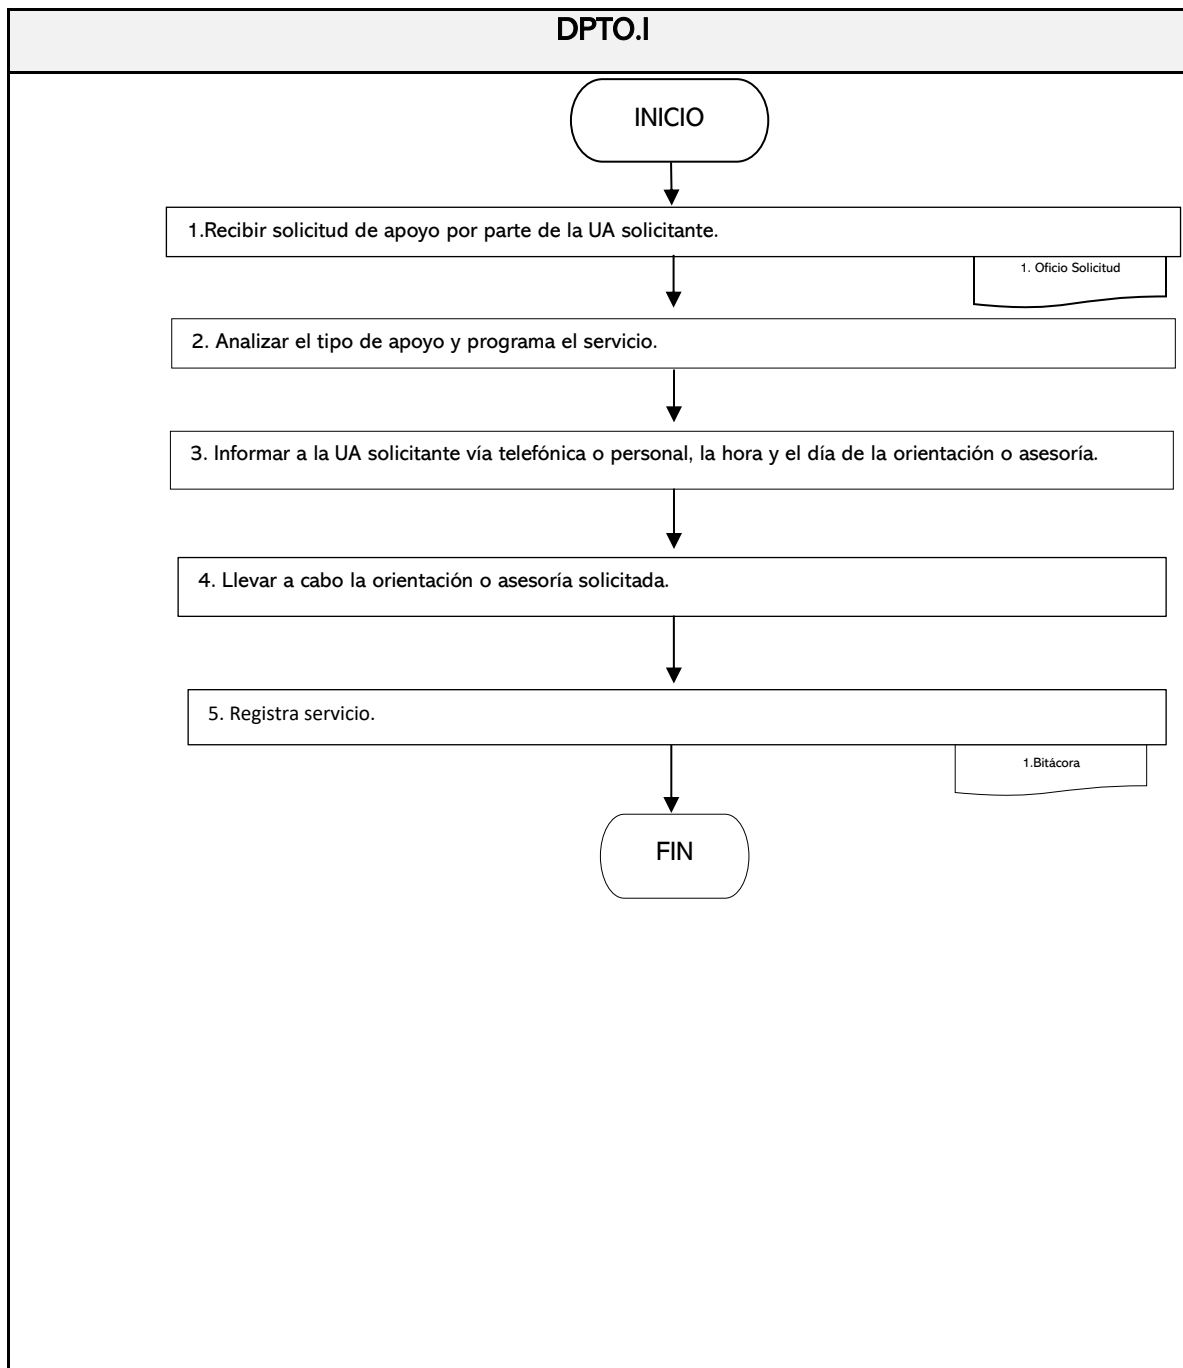 DPTO.I
INICIO
1.Recibir solicitud de apoyo por parte de la UA solicitante.
1. Oficio Solicitud
2. Analizar el tipo de apoyo y programa el servicio.
3. Informar a la UA solicitante vía telefónica o personal, la hora y el día de la orientación o asesoría.
4. Llevar a cabo la orientación o asesoría solicitada.
5. Registra servicio.
1.Bitácora
FIN